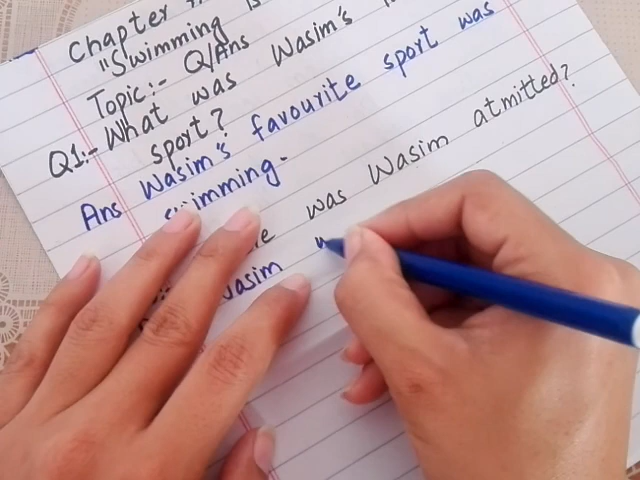 Chapter
"Swimming is
Topic:- Q/Ans
Q1:- What was Wasim's
sport?
Ans Wasim's favourite sport was
swimming.
was Wasim atmitted?
Wasim